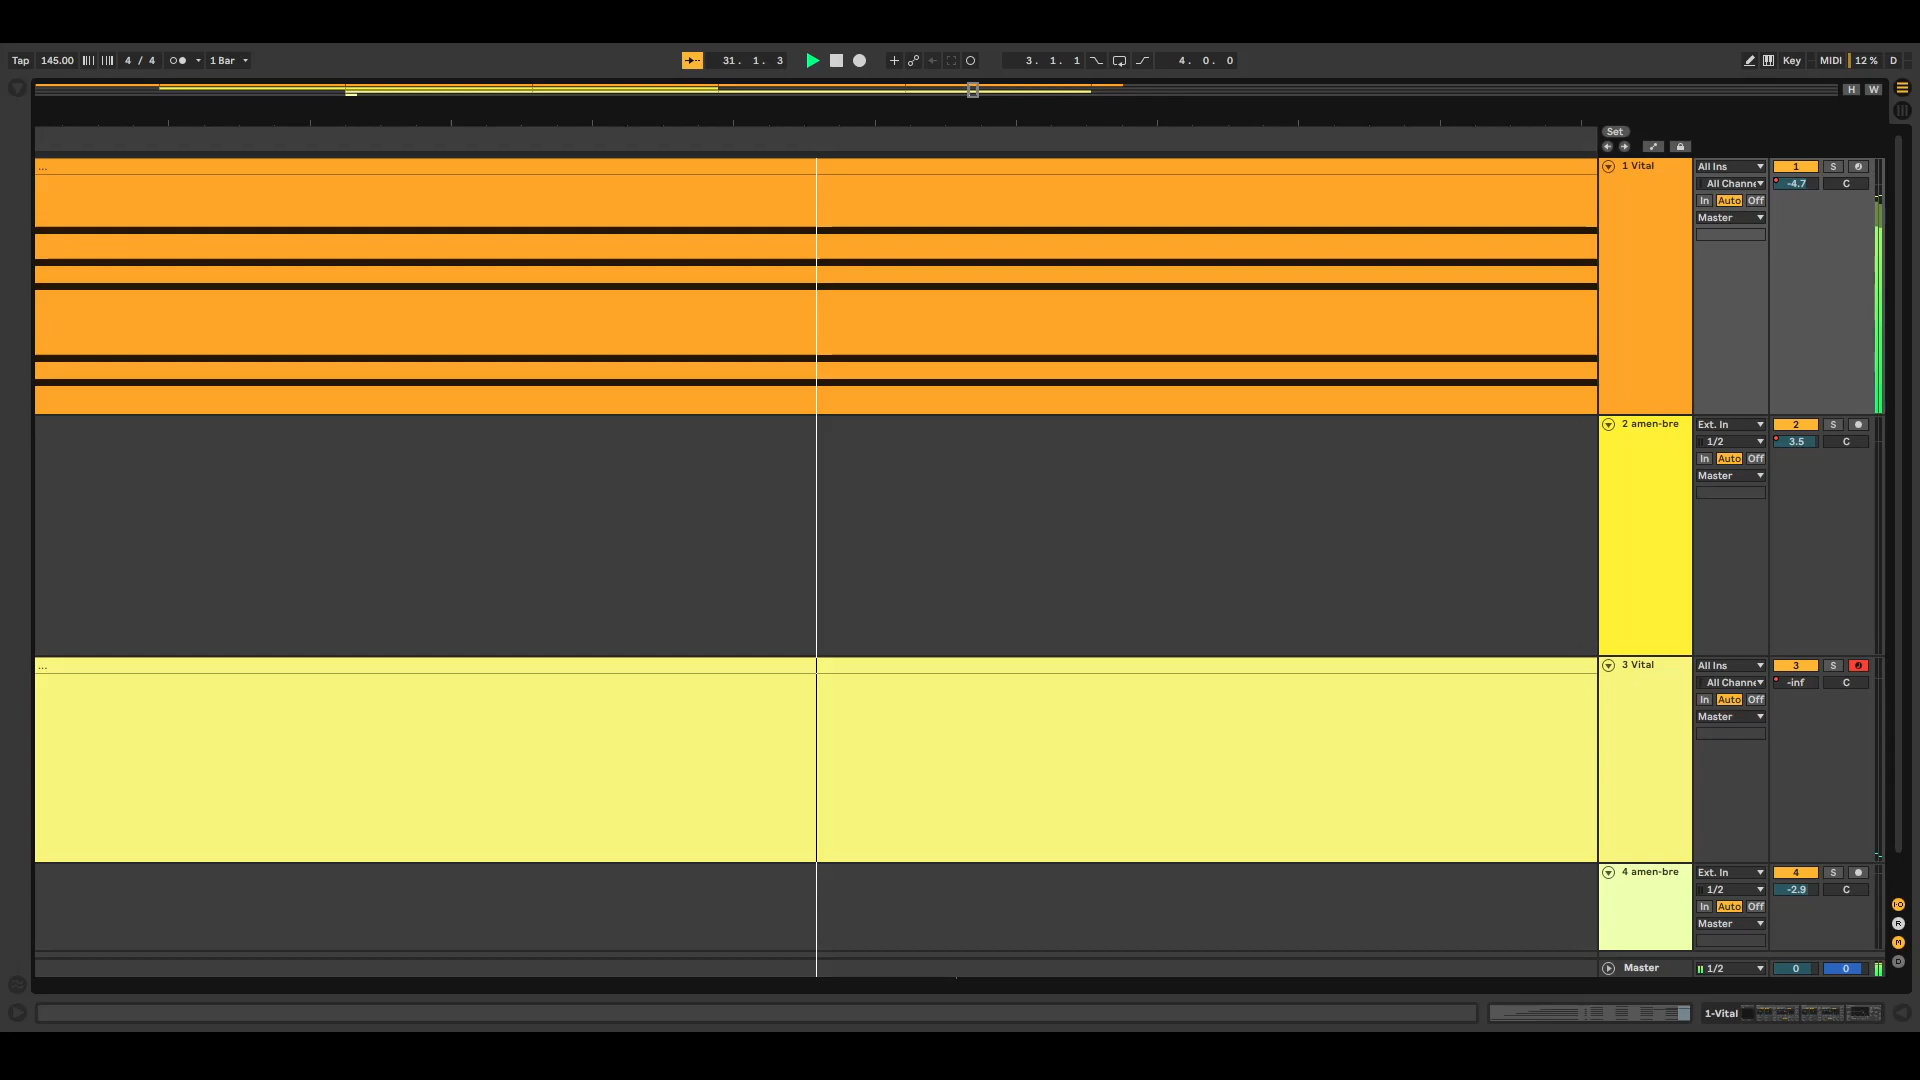 Tap 145.00 4 / 4 1 Bar 31. 1. 3 3. 1. 1 4. 0. 0 Key MIDI 12 % D
H W
Set
... 1 Vital All Ins 1 S
All Channe -4.7 C
In Auto Off
Master
2 amen-bre Ext. In 2 S
1/2 3.5 C
In Auto Off
Master
... 3 Vital All Ins 3 S
All Channe -inf C
In Auto Off
Master
4 amen-bre Ext. In 4 S
1/2 -2.9 C
In Auto Off
I-O
R
Master
M
D
Master 1/2 0 0
1-Vital